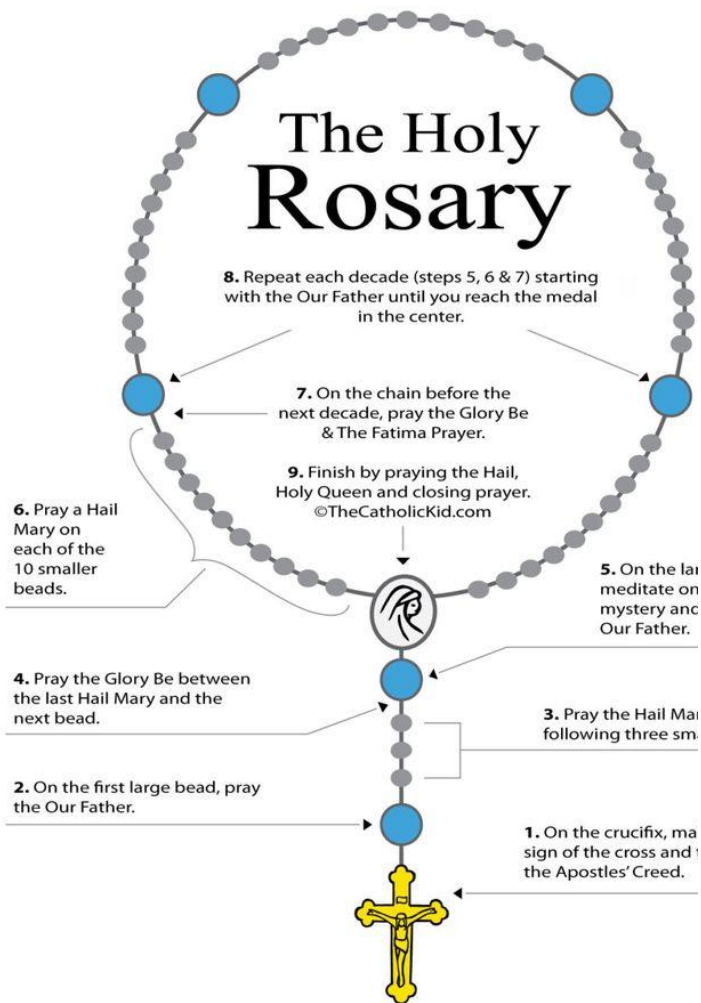 The Holy
Rosary
8. Repeat each decade (steps 5, 6 & 7) starting
with the Our Father until you reach the medal
in the center.
7. On the chain before the
next decade, pray the Glory Be
& The Fatima Prayer.
9. Finish by praying the Hail,
Holy Queen and closing prayer.
©TheCatholicKid.com
6. Pray a Hail
Mary on
each of the
10 smaller
beads.
5. On the
meditate on
mystery and
Our Father.
4. Pray the Glory Be between
the last Hail Mary and the
next bead.
3. Pray the Hail
following three
2. On the first large bead, pray
the Our Father.
1. On the crucifix,
sign of the cross and
the Apostles' Creed.